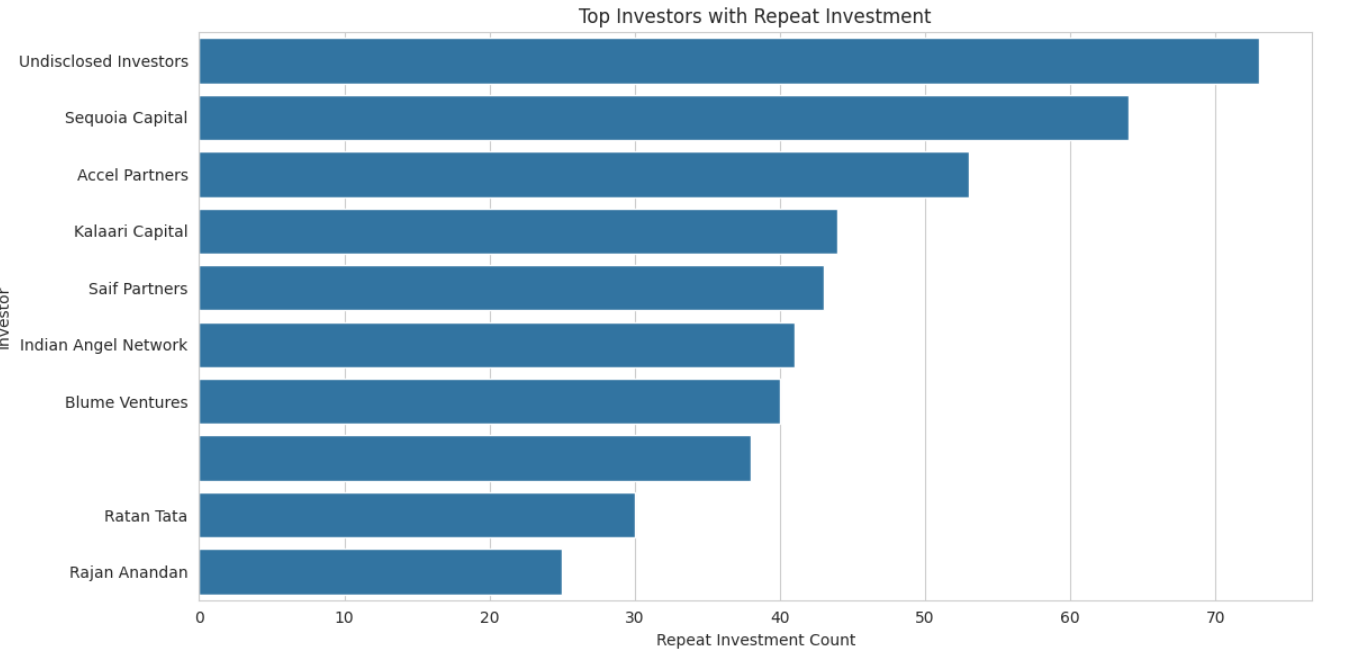 Top Investors with Repeat Investment
Undisclosed Investors
Sequoia Capital
Accel Partners
Kalaari Capital
Saif Partners
Indian Angel Network
Blume Ventures
Ratan Tata
Rajan Anandan
Investor
0 10 20 30 40 50 60 70
Repeat Investment Count